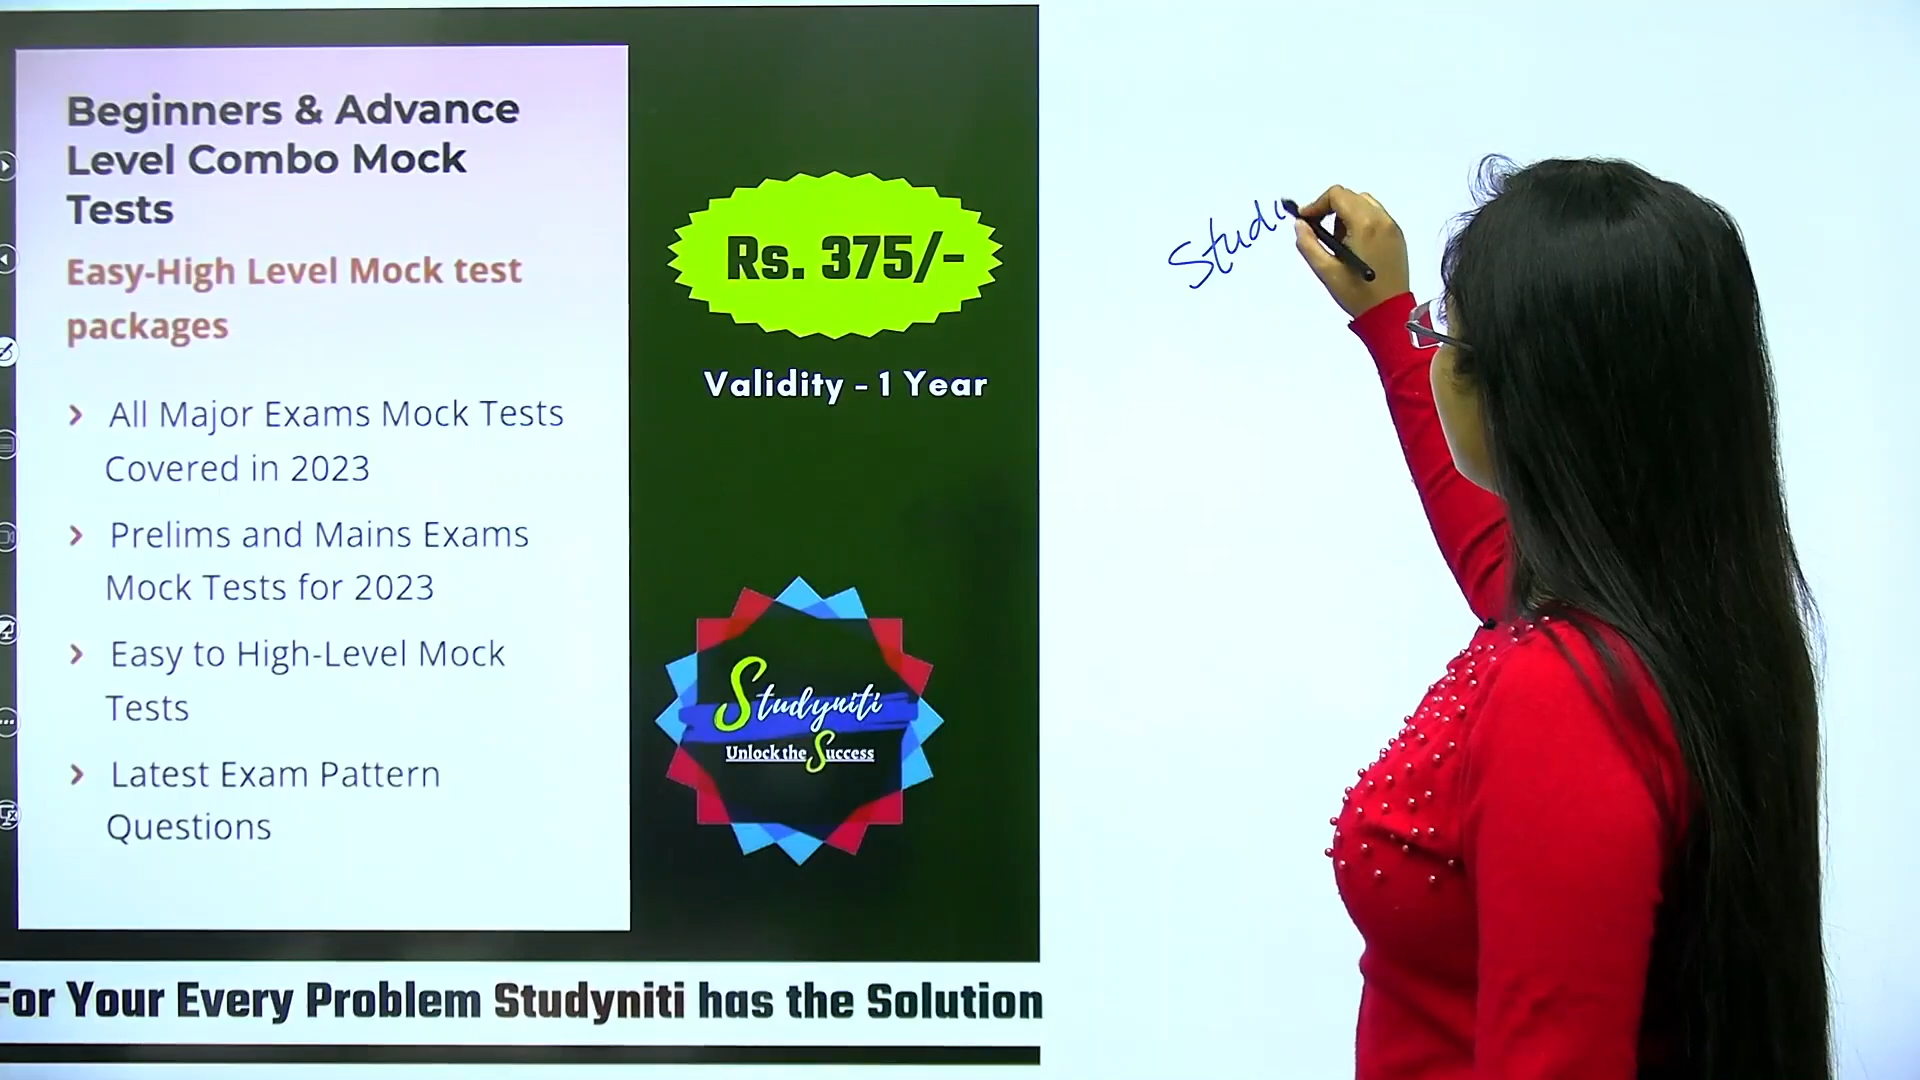 Beginners & Advance
Level Combo Mock
Tests
Easy-High Level Mock test
packages
All Major Exams Mock Tests
Covered in 2023
Prelims and Mains Exams
Mock Tests for 2023
Easy to High-Level Mock
Tests
Latest Exam Pattern
Questions
Rs. 375/-
Validity - 1 Year
Studyniti
Unlock the Success
For Your Every Problem Studyniti has the Solution
Study